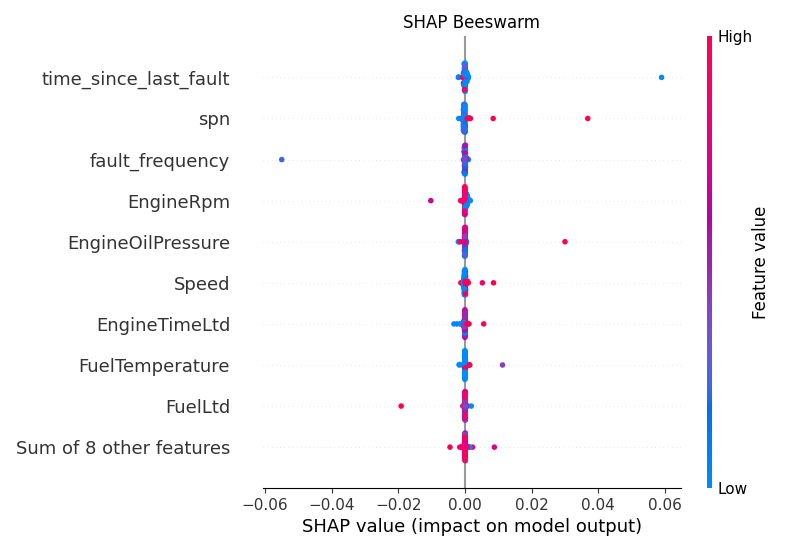 SHAP Beeswarm
High
time_since_last_fault
spn
fault_frequency
EngineRpm
EngineOilPressure
Speed
EngineTimeLtd
FuelTemperature
FuelLtd
Sum of 8 other features
Feature value
Low
−0.06 −0.04 −0.02 0.00 0.02 0.04 0.06
SHAP value (impact on model output)